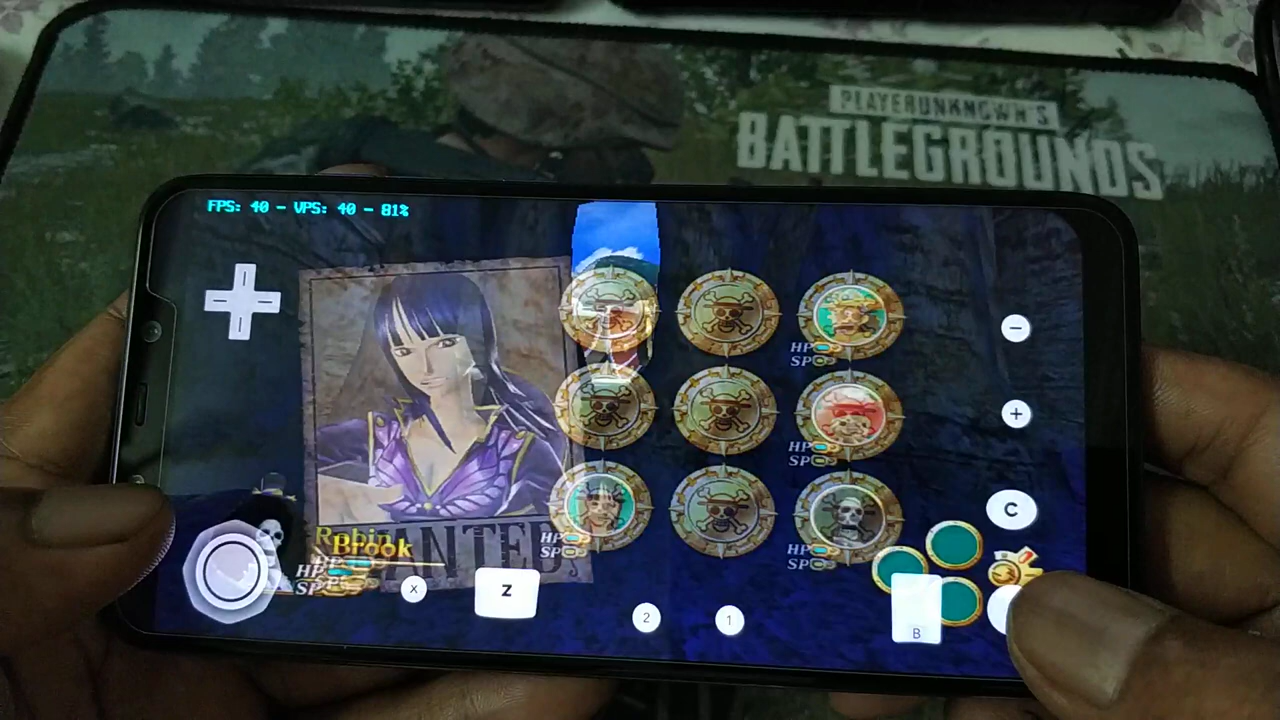 PLAYERUNKNOWN'S
BATTLEGROUNDS
FPS: 40 - VPS: 40 - 81%
HP
SP
HP
SP
C
Robin
Brook
WANTED
HP
SP
HP
SP
HP
SP
X
Z
2
1
B